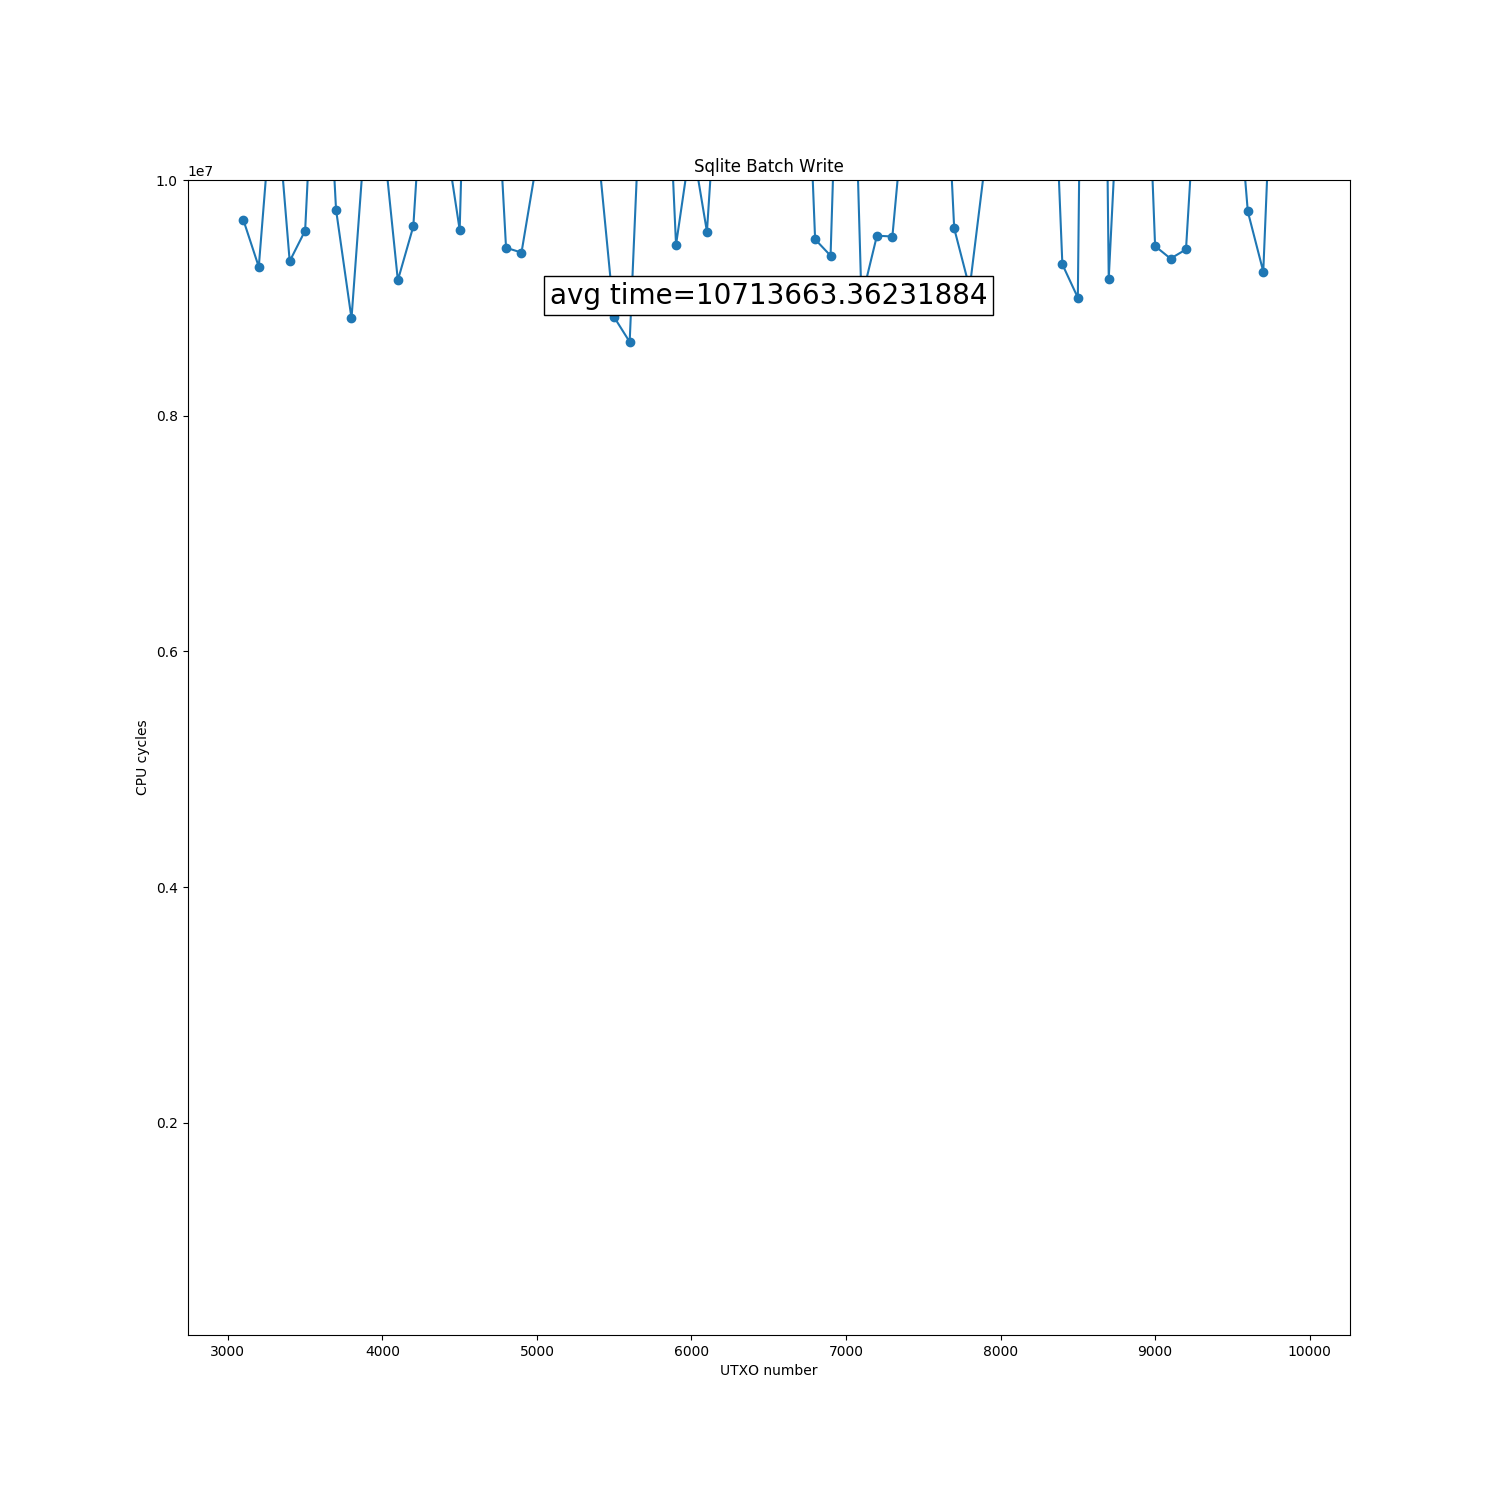 Sqlite Batch Write
1e7
1.0
avg time=10713663.36231884
0.8
0.6
CPU cycles
0.4
0.2
3000 4000 5000 6000 7000 8000 9000 10000
UTXO number